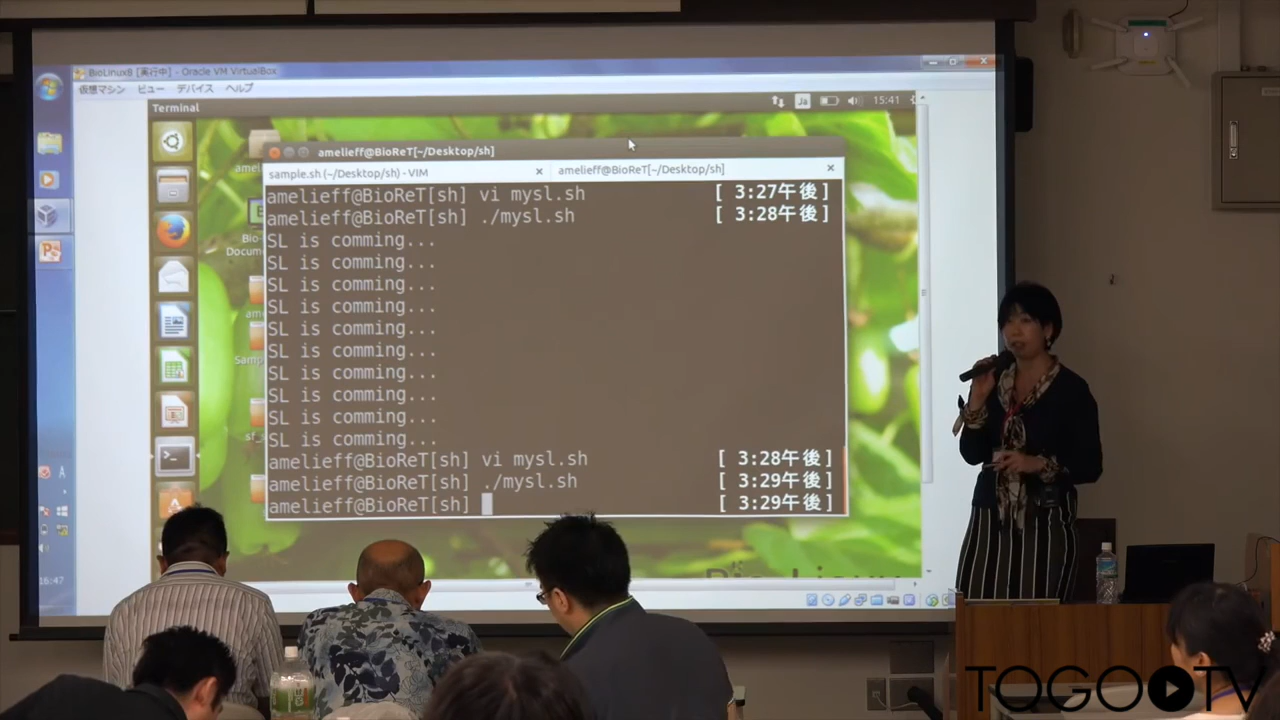 BioLinux8 [実行中] - Oracle VM VirtualBox
仮想マシン ビュー デバイス ヘルプ
Terminal
Ja
15:41
amelieff@BioReT[~/Desktop/sh]
sample.sh (~/Desktop/sh) - VIM
amelieff@BioReT[~/Desktop/sh]
amelieff@BioReT[sh] vi mysl.sh [ 3:27午後]
amelieff@BioReT[sh] ./mysl.sh [ 3:28午後]
SL is comming...
SL is comming...
SL is comming...
SL is comming...
SL is comming...
SL is comming...
SL is comming...
SL is comming...
SL is comming...
SL is comming...
amelieff@BioReT[sh] vi mysl.sh [ 3:28午後]
amelieff@BioReT[sh] ./mysl.sh [ 3:29午後]
amelieff@BioReT[sh] [ 3:29午後]
16:47
TOGOTV